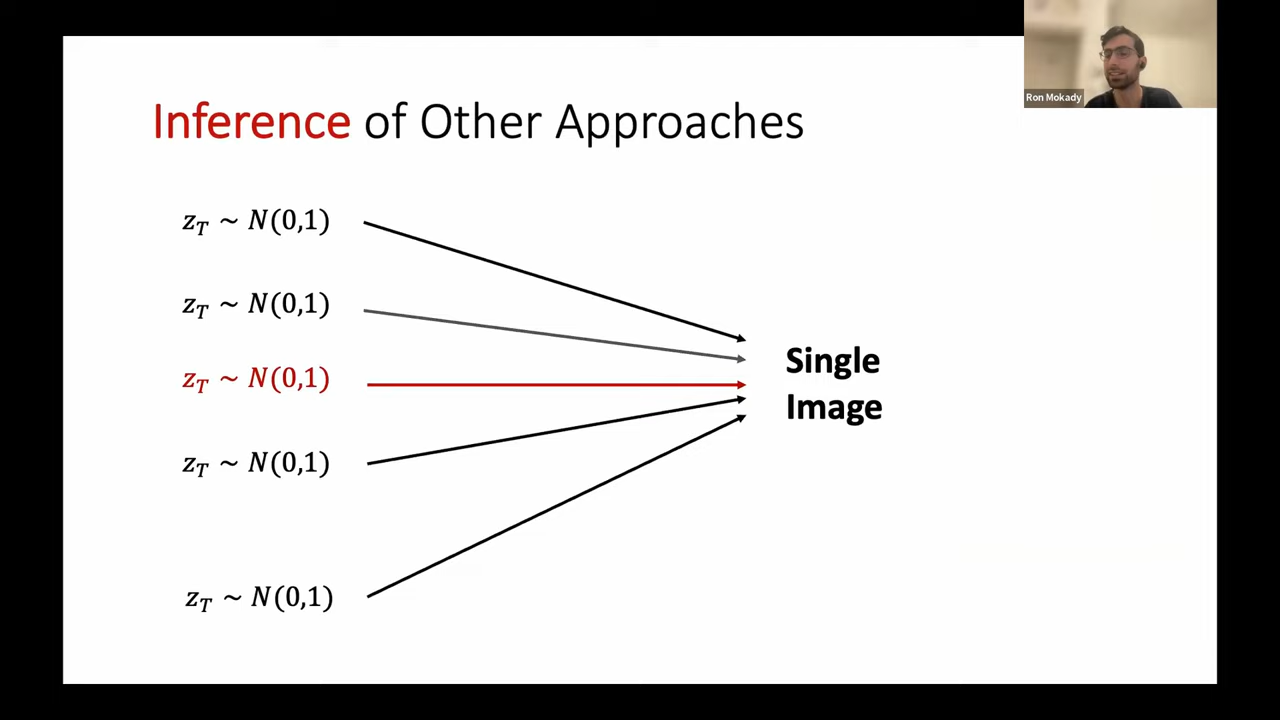 Ron Mokady
Inference of Other Approaches
z_T ~ N(0,1)
z_T ~ N(0,1)
z_T ~ N(0,1)
z_T ~ N(0,1)
z_T ~ N(0,1)
Single
Image